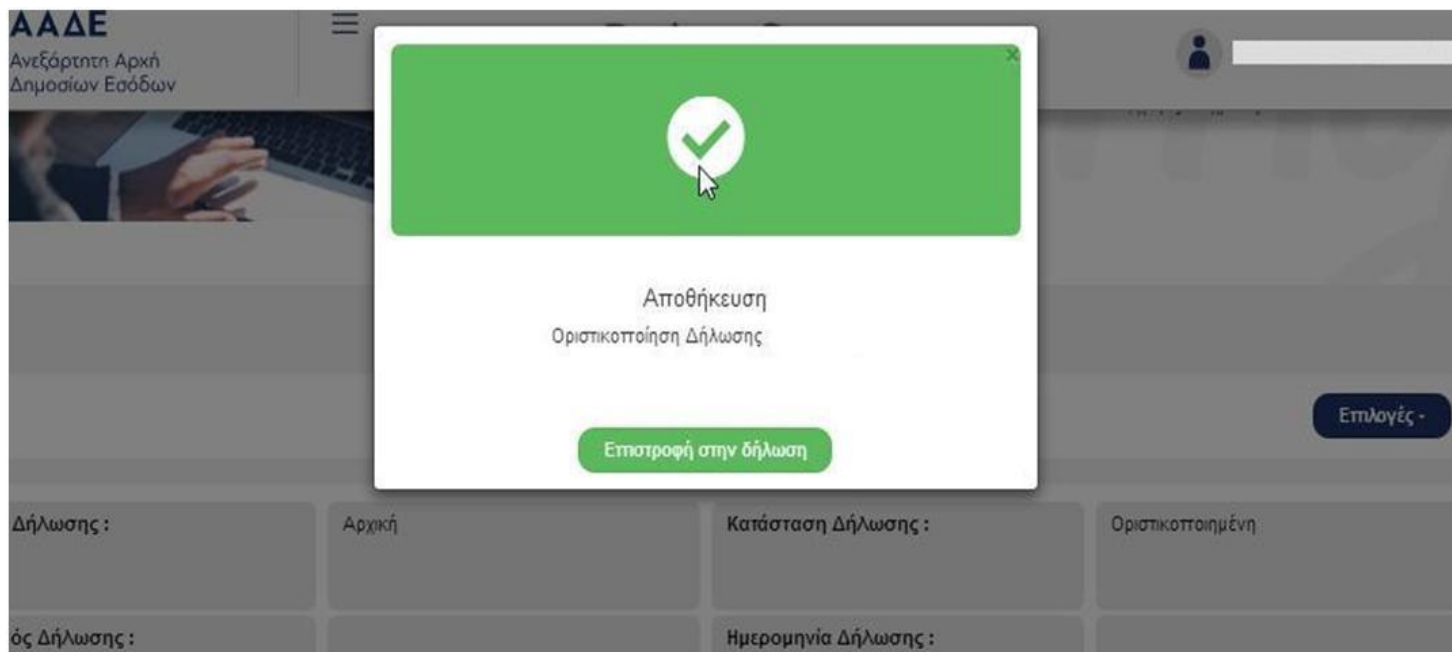 ΑΑΔΕ
Ανεξάρτητη Αρχή
Δημοσίων Εσόδων
×
Αποθήκευση
Οριστικοποίηση Δήλωσης
Επιλογές
Επιστροφή στην δήλωση
Δήλωσης :
Αρχική
Κατάσταση Δήλωσης :
Οριστικοποιημένη
ός Δήλωσης :
Ημερομηνία Δήλωσης :